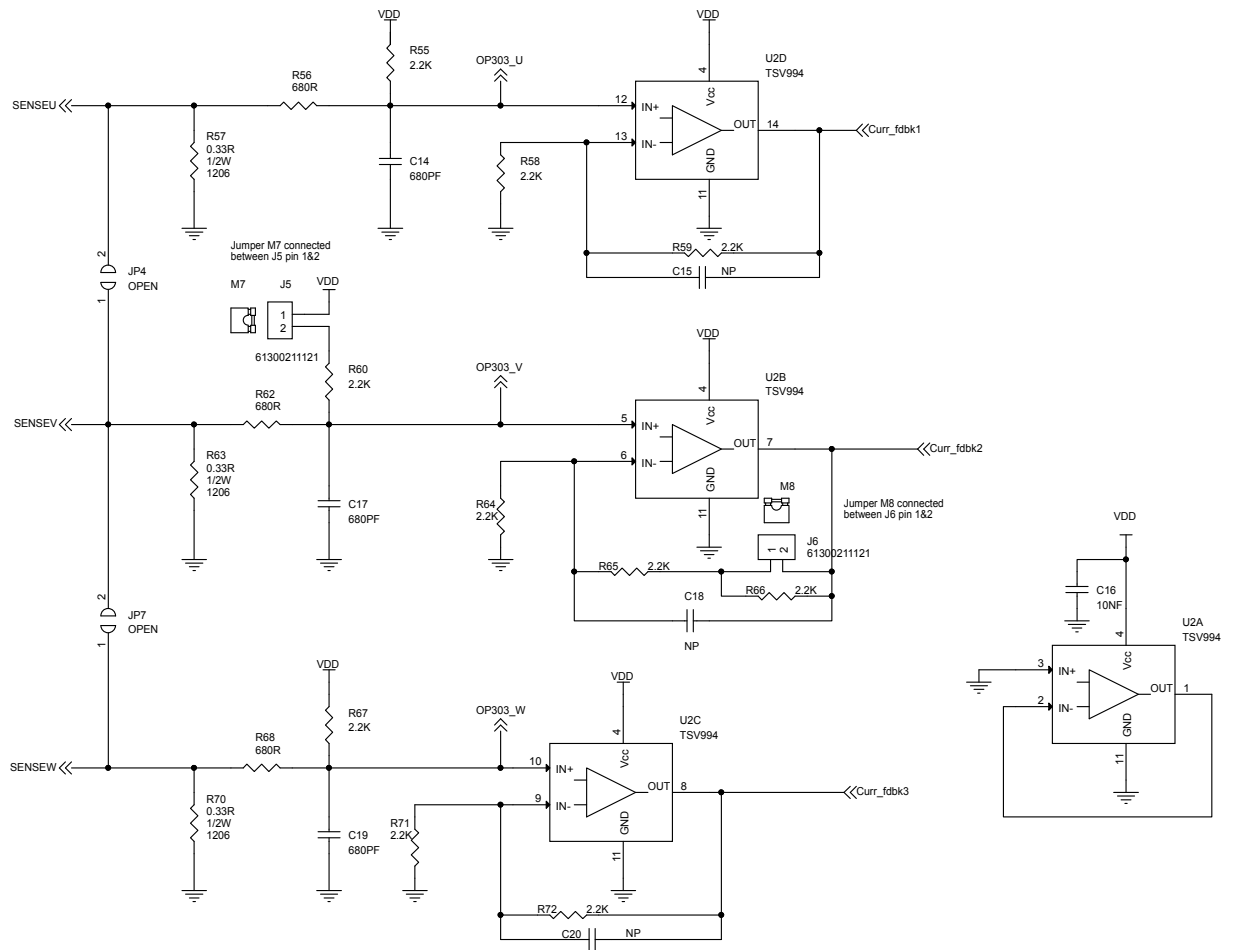 VDD
VDD
R55
2.2K
OP303_U
U2D
TSV994
R56
680R
4
Vcc
SENSEU
12
IN+
OUT
14
Curr_fdbk1
13
IN-
GND
11
R57
0.33R
1/2W
1206
C14
680PF
R58
2.2K
R59
2.2K
C15
NP
Jumper M7 connected
between J5 pin 1&2
2
JP4
OPEN
1
M7
J5
VDD
1
2
61300211121
R60
2.2K
OP303_V
VDD
U2B
TSV994
R62
680R
4
Vcc
SENSEV
5
IN+
OUT
7
Curr_fdbk2
6
IN-
GND
11
R63
0.33R
1/2W
1206
C17
680PF
R64
2.2K
M8
Jumper M8 connected
between J6 pin 1&2
J6
61300211121
1
2
R65
2.2K
R66
2.2K
C18
NP
2
JP7
OPEN
1
VDD
C16
10NF
U2A
TSV994
4
Vcc
3
IN+
OUT
1
2
IN-
GND
11
VDD
R67
2.2K
OP303_W
VDD
U2C
TSV994
R68
680R
4
Vcc
SENSEW
10
IN+
OUT
8
Curr_fdbk3
9
IN-
GND
11
R70
0.33R
1/2W
1206
C19
680PF
R71
2.2K
R72
2.2K
C20
NP